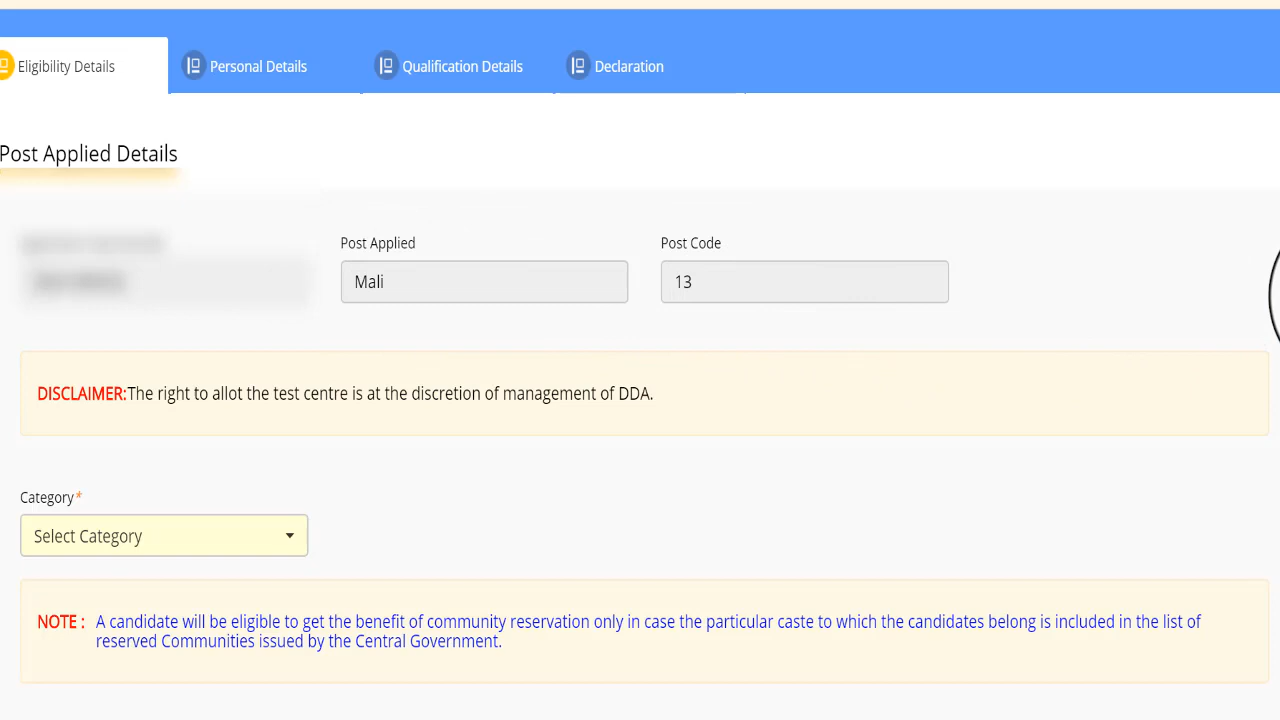 Eligibility Details
Personal Details
Qualification Details
Declaration
Post Applied Details
Post Applied
Post Code
Mali
13
DISCLAIMER:The right to allot the test centre is at the discretion of management of DDA.
Category*
Select Category
NOTE : A candidate will be eligible to get the benefit of community reservation only in case the particular caste to which the candidates belong is included in the list of
reserved Communities issued by the Central Government.